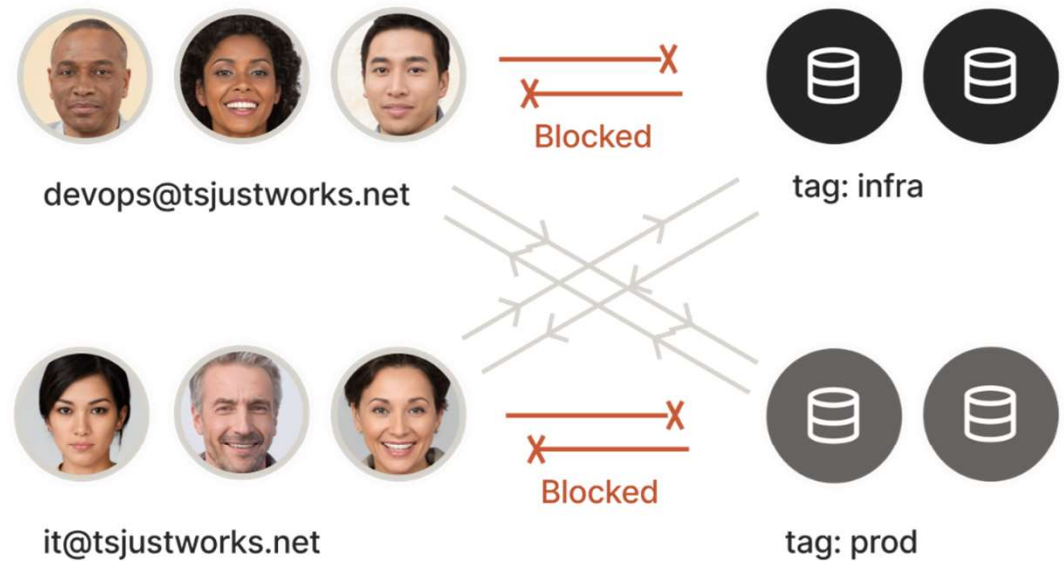 Blocked
devops@tsjustworks.net
tag: infra
Blocked
it@tsjustworks.net
tag: prod